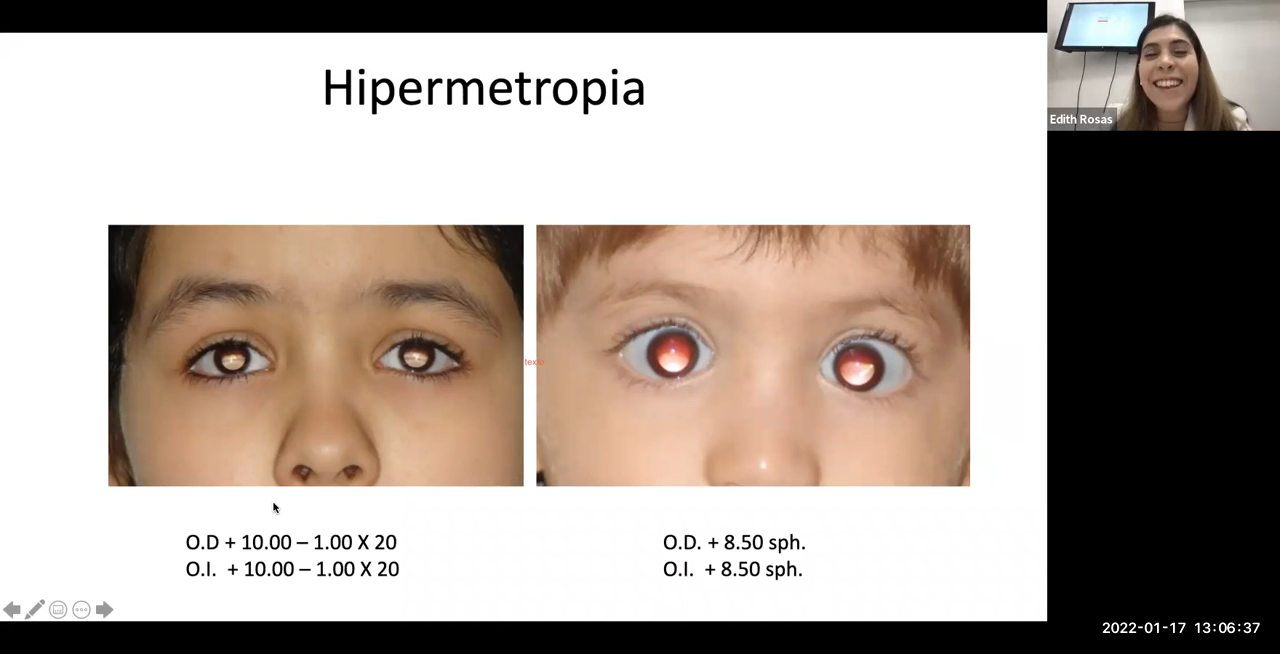 Hipermetropia
Edith Rosas
texto
O.D + 10.00 – 1.00 X 20
O.I. + 10.00 – 1.00 X 20
O.D. + 8.50 sph.
O.I. + 8.50 sph.
2022-01-17 13:06:37